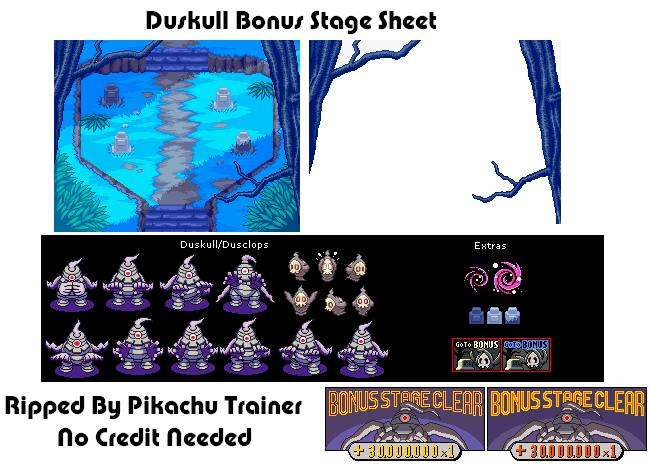 Duskull Bonus Stage Sheet
Duskull/Dusclops
Extras
GoTo BONUS
GoTo BONUS
Ripped By Pikachu Trainer
No Credit Needed
BONUS STAGE CLEAR
+ 30.000.000 ×1
BONUS STAGE CLEAR
+ 30.000.000 ×1